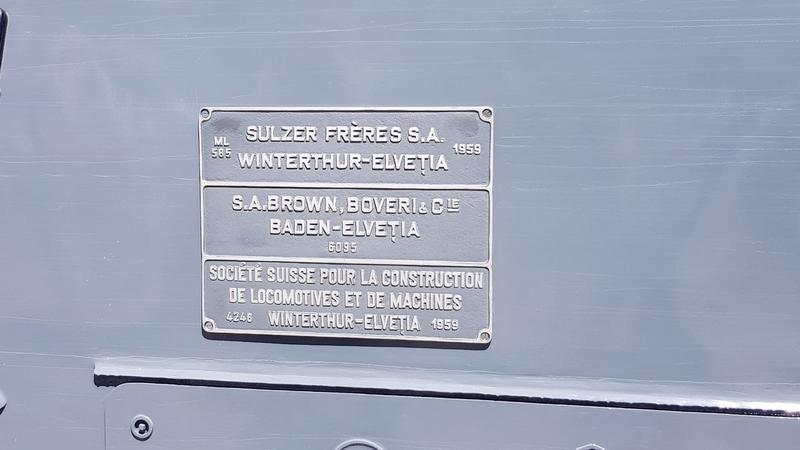 SULZER FRÈRES S.A.
ML 585 1959
WINTERTHUR-ELVEȚIA
S.A. BROWN, BOVERI & CIE
BADEN-ELVEȚIA
6095
SOCIÉTÉ SUISSE POUR LA CONSTRUCTION
DE LOCOMOTIVES ET DE MACHINES
4246 WINTERTHUR-ELVEȚIA 1959